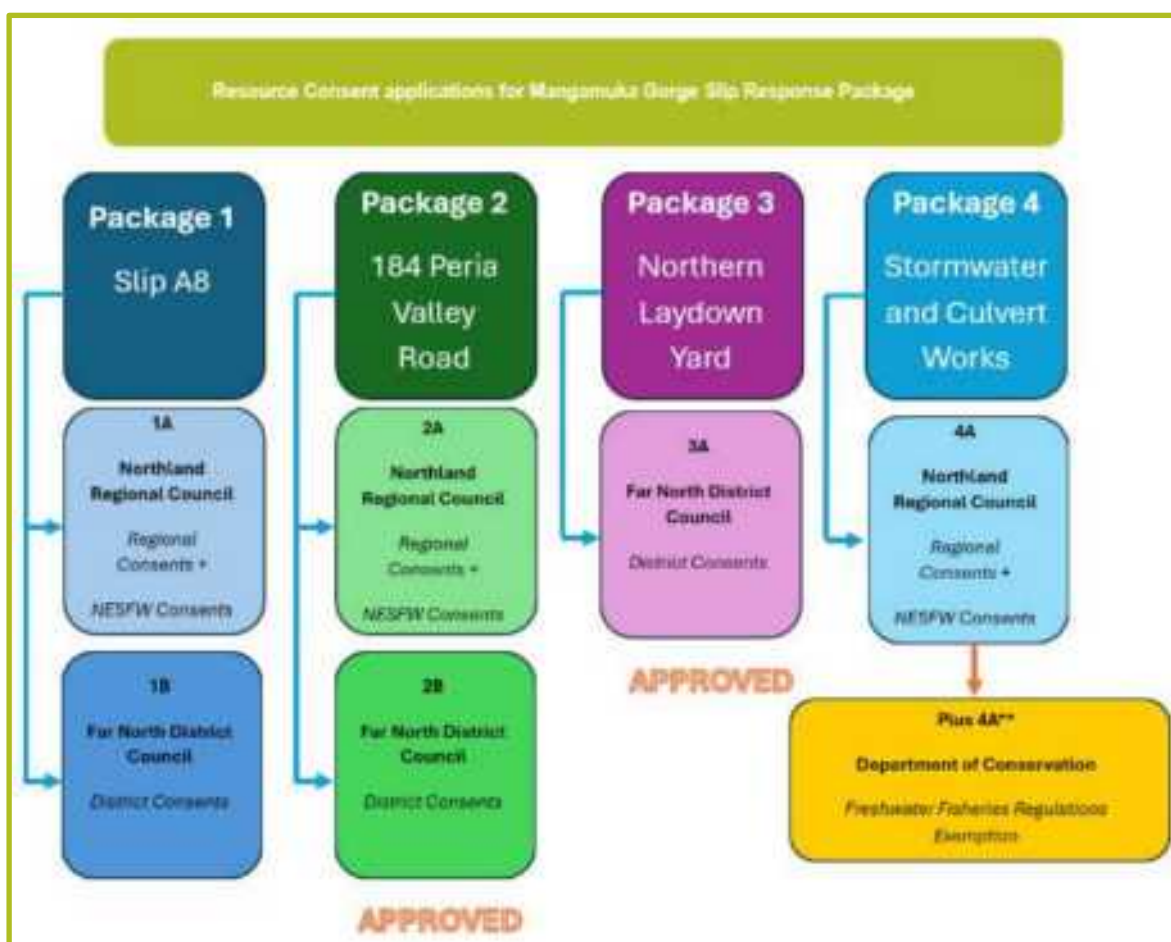 Resource Consent applications for Mangamuka Gorge Slip Response Package
Package 1
Slip A8
1A
Northland
Regional Council
Regional
Consents +
NESFW Consents
1B
Far North District
Council
District Consents
Package 2
184 Peria
Valley
Road
2A
Northland
Regional Council
Regional
Consents +
NESFW Consents
2B
Far North District
Council
District Consents
APPROVED
Package 3
Northern
Laydown
Yard
3A
Far North District
Council
District Consents
APPROVED
Package 4
Stormwater
and Culvert
Works
4A
Northland
Regional Council
Regional
Consents +
NESFW Consents
Plus 4A**
Department of Conservation
Freshwater Fisheries Regulations
Exemption